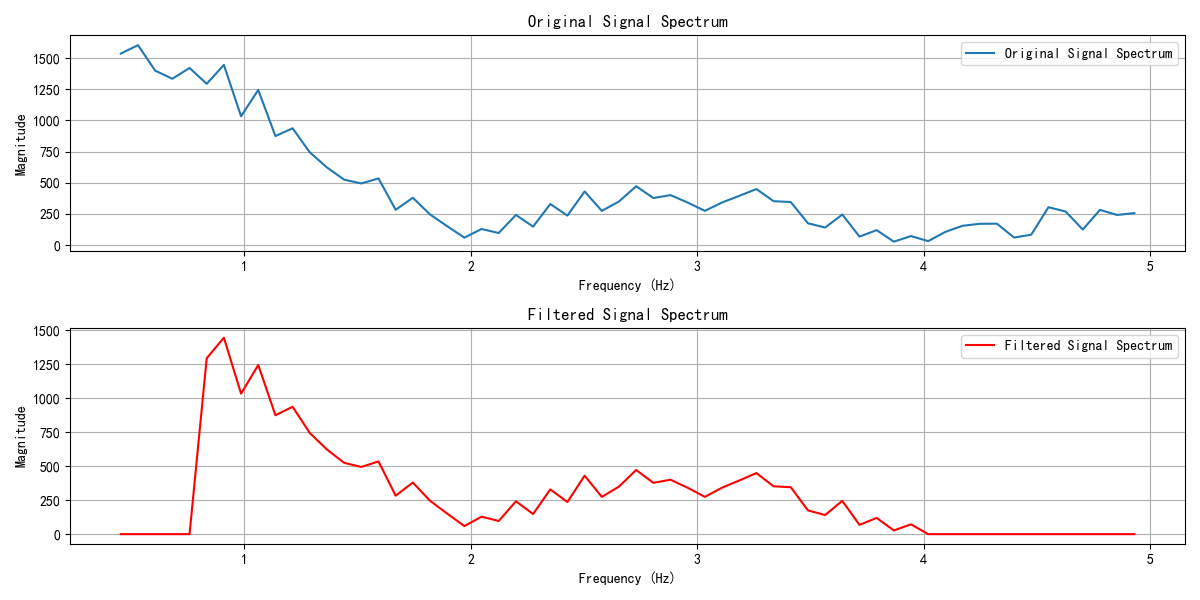 Original Signal Spectrum
Original Signal Spectrum
Magnitude
1500
1250
1000
750
500
250
0
1 2 3 4 5
Frequency (Hz)
Filtered Signal Spectrum
Filtered Signal Spectrum
Magnitude
1500
1250
1000
750
500
250
0
1 2 3 4 5
Frequency (Hz)